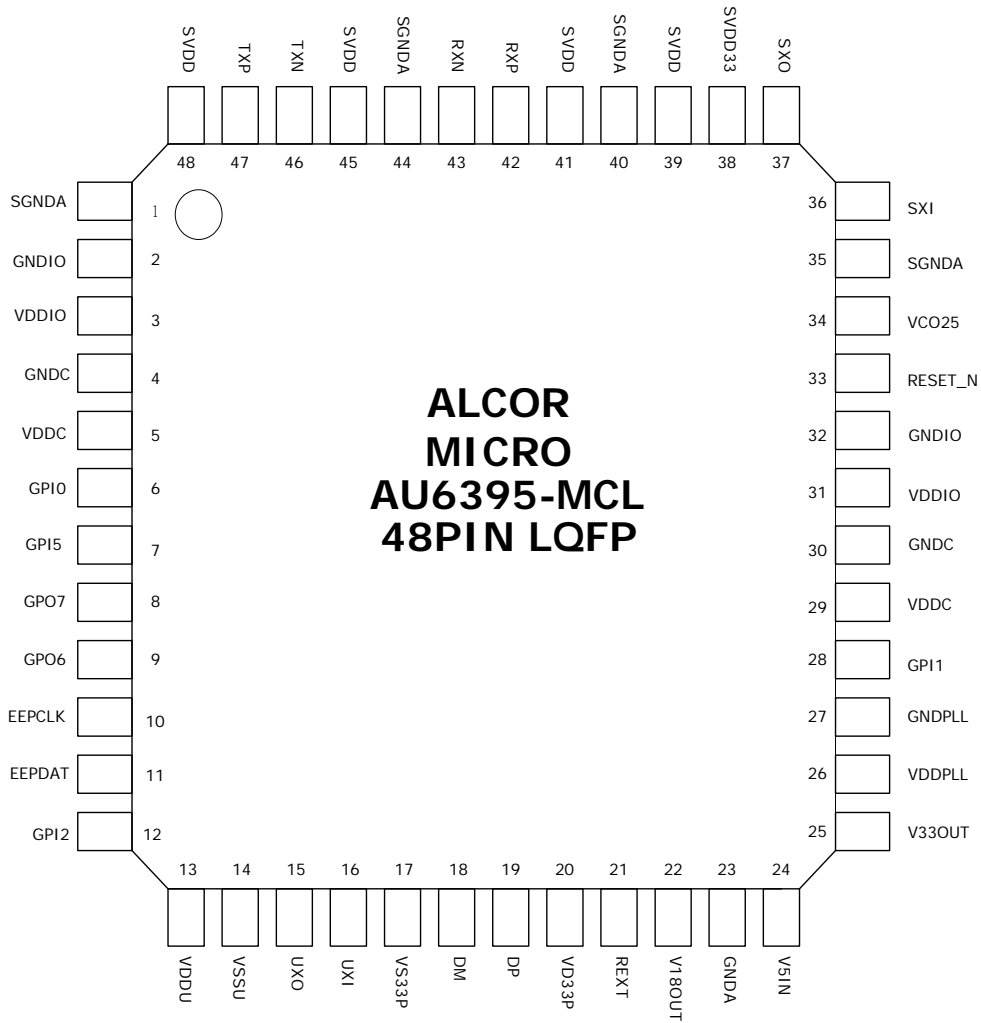 SVDD TXP TXN SVDD SGNDA RXN RXP SVDD SGNDA SVDD SVDD33 SXO
48 47 46 45 44 43 42 41 40 39 38 37
SGNDA 1 36 SXI
GNDIO 2 35 SGNDA
VDDIO 3 34 VCO25
GNDC 4 33 RESET_N
VDDC 5 32 GNDIO
GPI0 6 31 VDDIO
GPI5 7 30 GNDC
GPO7 8 29 VDDC
GPO6 9 28 GPI1
EEPCLK 10 27 GNDPLL
EEPDAT 11 26 VDDPLL
GPI2 12 25 V33OUT
ALCOR
MICRO
AU6395-MCL
48PIN LQFP
13 14 15 16 17 18 19 20 21 22 23 24
VDDU VSSU UXO UXI VS33P DM DP VD33P REXT V18OUT GNDA V5IN